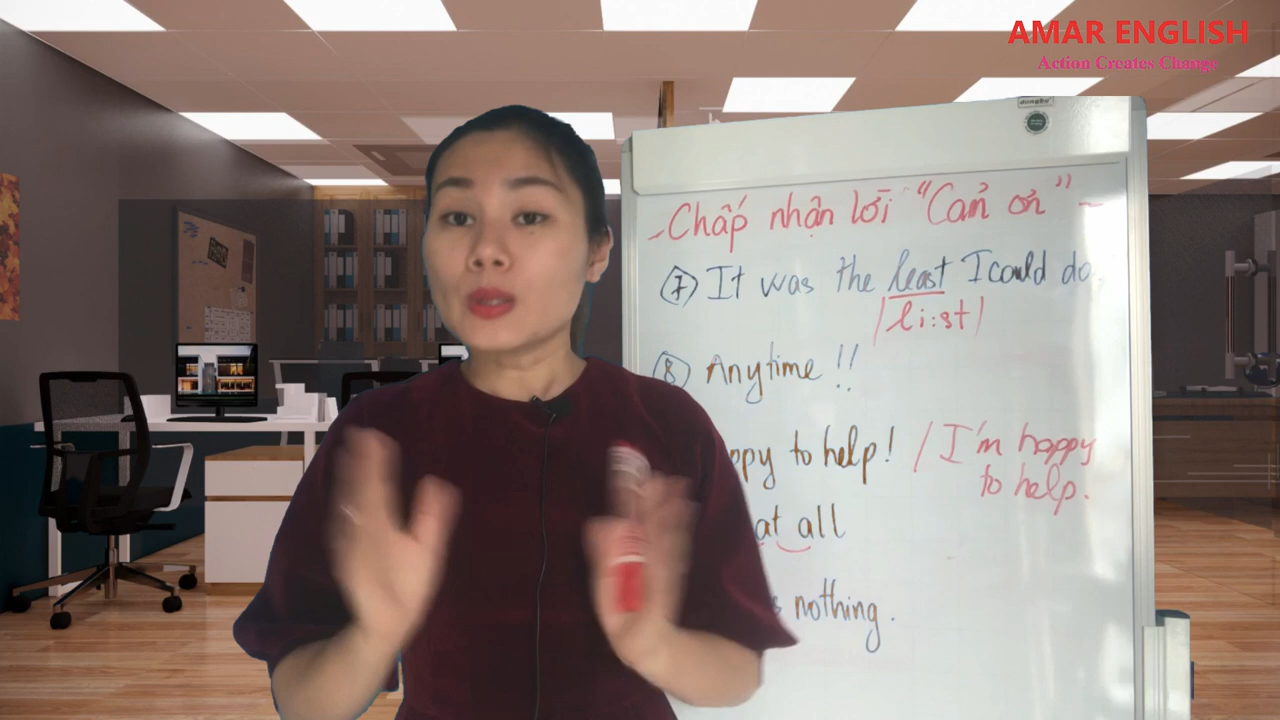 AMAR ENGLISH
Action Creates Change
Chấp nhận lời "Cảm ơn"
⑦ It was the least I could do.
/li:st/
⑧ Anytime !!
ppy to help! / I'm happy
to help.
at all
s nothing.